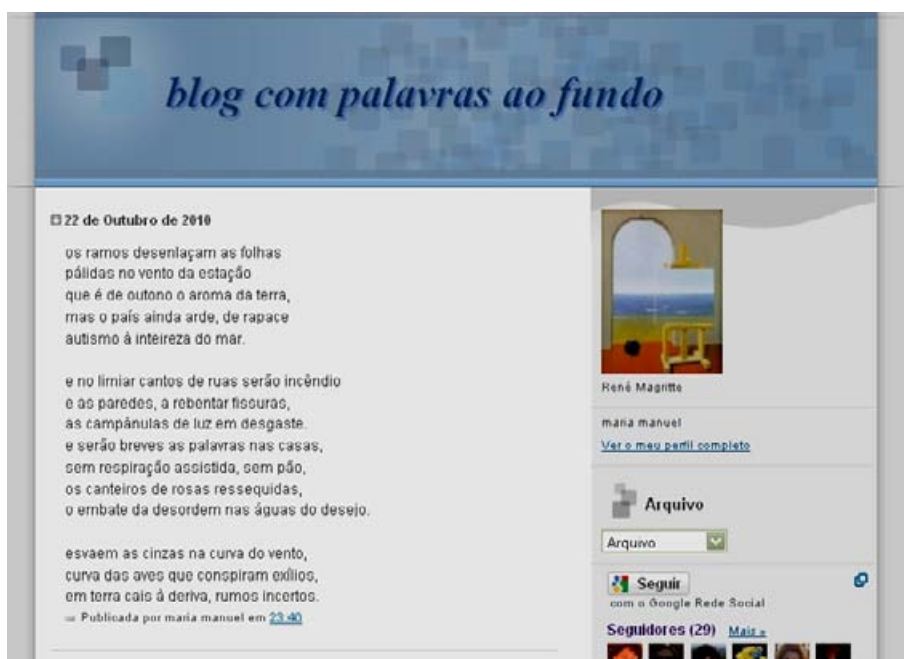 blog com palavras ao fundo
22 de Outubro de 2010
os ramos desenlaçam as folhas
pálidas no vento da estação
que é de outono o aroma da terra,
mas o país ainda arde, de rapace
autismo à inteireza do mar.
e no limiar cantos de ruas serão incêndio
e as paredes, a rebentar fissuras,
as campânulas de luz em desgaste.
e serão breves as palavras nas casas,
sem respiração assistida, sem pão,
os canteiros de rosas ressequidas,
o embate da desordem nas águas do desejo.
esvaem as cinzas na curva do vento,
curva das aves que conspiram exílios,
em terra cais à deriva, rumos incertos.
Publicada por maria manuel em 23:40
René Magritte
maria manuel
Ver o meu perfil completo
Arquivo
Arquivo
Seguir
com o Google Rede Social
Seguidores (29) Mais »